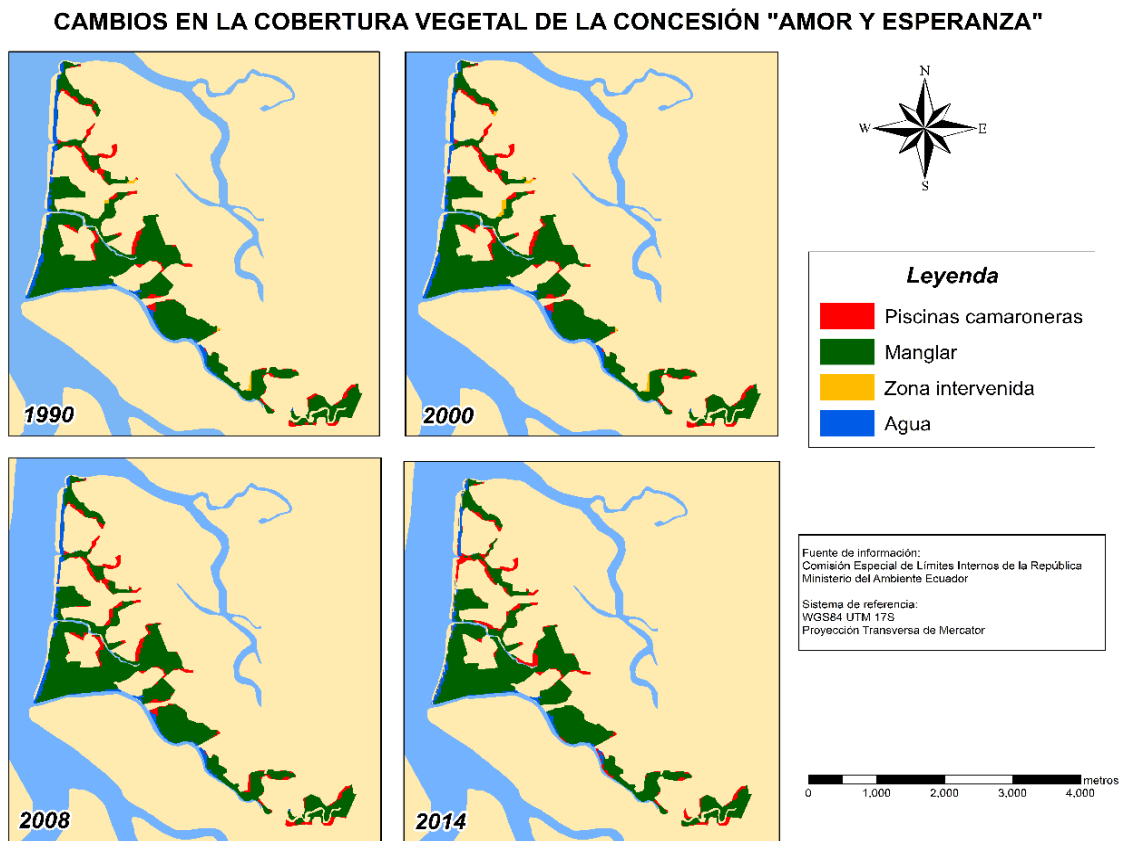 CAMBIOS EN LA COBERTURA VEGETAL DE LA CONCESIÓN "AMOR Y ESPERANZA"
N
W
E
S
Leyenda
Piscinas camaroneras
Manglar
Zona intervenida
Agua
1990
2000
Fuente de información:
Comisión Especial de Límites Internos de la República
Ministerio del Ambiente Ecuador
Sistema de referencia:
WGS84 UTM 17S
Proyección Transversa de Mercator
metros
0 1,000 2,000 3,000 4,000
2008
2014